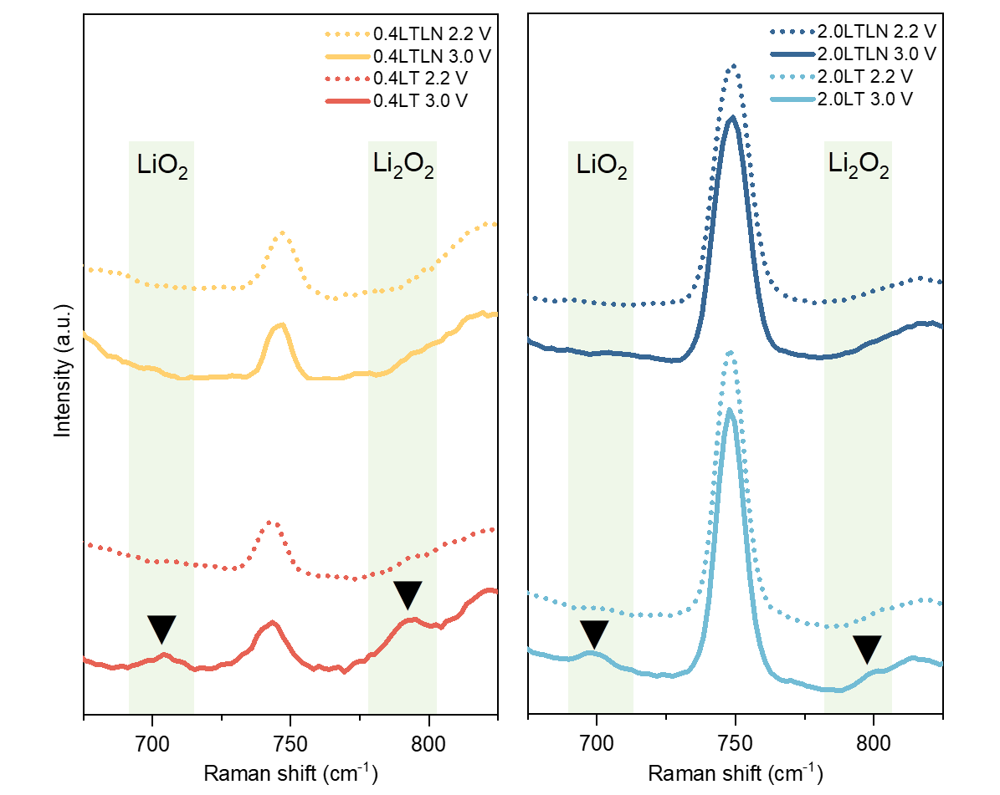 0.4LTLN 2.2 V
0.4LTLN 3.0 V
0.4LT 2.2 V
0.4LT 3.0 V
LiO₂
Li₂O₂
Intensity (a.u.)
700
750
800
Raman shift (cm⁻¹)
2.0LTLN 2.2 V
2.0LTLN 3.0 V
2.0LT 2.2 V
2.0LT 3.0 V
LiO₂
Li₂O₂
700
750
800
Raman shift (cm⁻¹)